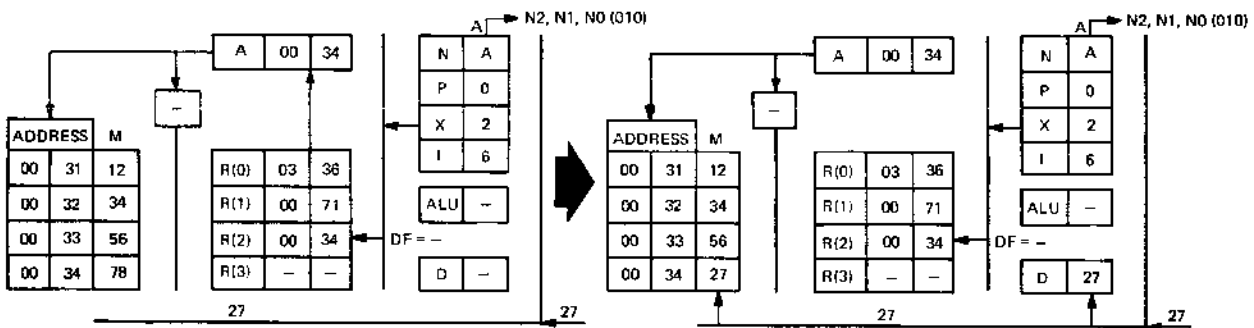 A N2, N1, N0 (010)
A 00 34
N A
P 0
X 2
I 6
–
ADDRESS M
00 31 12
00 32 34
00 33 56
00 34 78
R(0) 03 36
R(1) 00 71
R(2) 00 34
R(3) – –
ALU –
DF = –
D –
27 27
A N2, N1, N0 (010)
A 00 34
N A
P 0
X 2
I 6
–
ADDRESS M
00 31 12
00 32 34
00 33 56
00 34 27
R(0) 03 36
R(1) 00 71
R(2) 00 34
R(3) – –
ALU –
DF = –
D 27
27 27